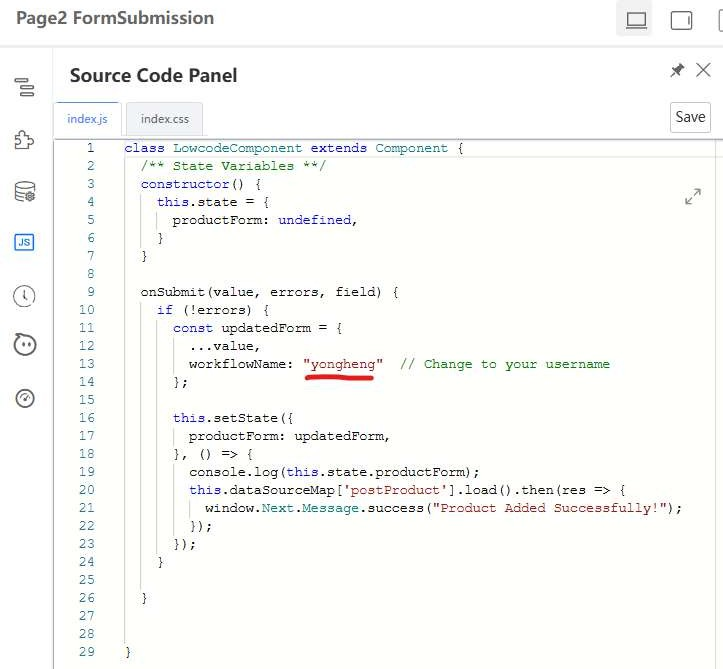 Page2 FormSubmission
Source Code Panel
index.js
index.css
Save
JS
1 class LowcodeComponent extends Component {
2   /** State Variables **/
3   constructor() {
4     this.state = {
5       productForm: undefined,
6     }
7   }
8
9   onSubmit(value, errors, field) {
10     if (!errors) {
11       const updatedForm = {
12         ...value,
13         workflowName: "yongheng"  // Change to your username
14       };
15
16       this.setState({
17         productForm: updatedForm,
18       }, () => {
19         console.log(this.state.productForm);
20         this.dataSourceMap['postProduct'].load().then(res => {
21           window.Next.Message.success("Product Added Successfully!");
22         });
23       });
24     }
25
26   }
27
28
29 }